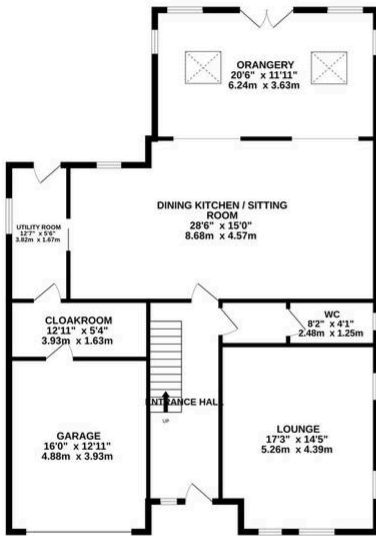 ORANGERY
20'6" x 11'11"
6.24m x 3.63m
DINING KITCHEN / SITTING
ROOM
28'6" x 15'0"
8.68m x 4.57m
UTILITY ROOM
12'7" x 5'6"
3.82m x 1.67m
CLOAKROOM
12'11" x 5'4"
3.93m x 1.63m
WC
8'2" x 4'1"
2.48m x 1.25m
ENTRANCE HALL
UP
GARAGE
16'0" x 12'11"
4.88m x 3.93m
LOUNGE
17'3" x 14'5"
5.26m x 4.39m